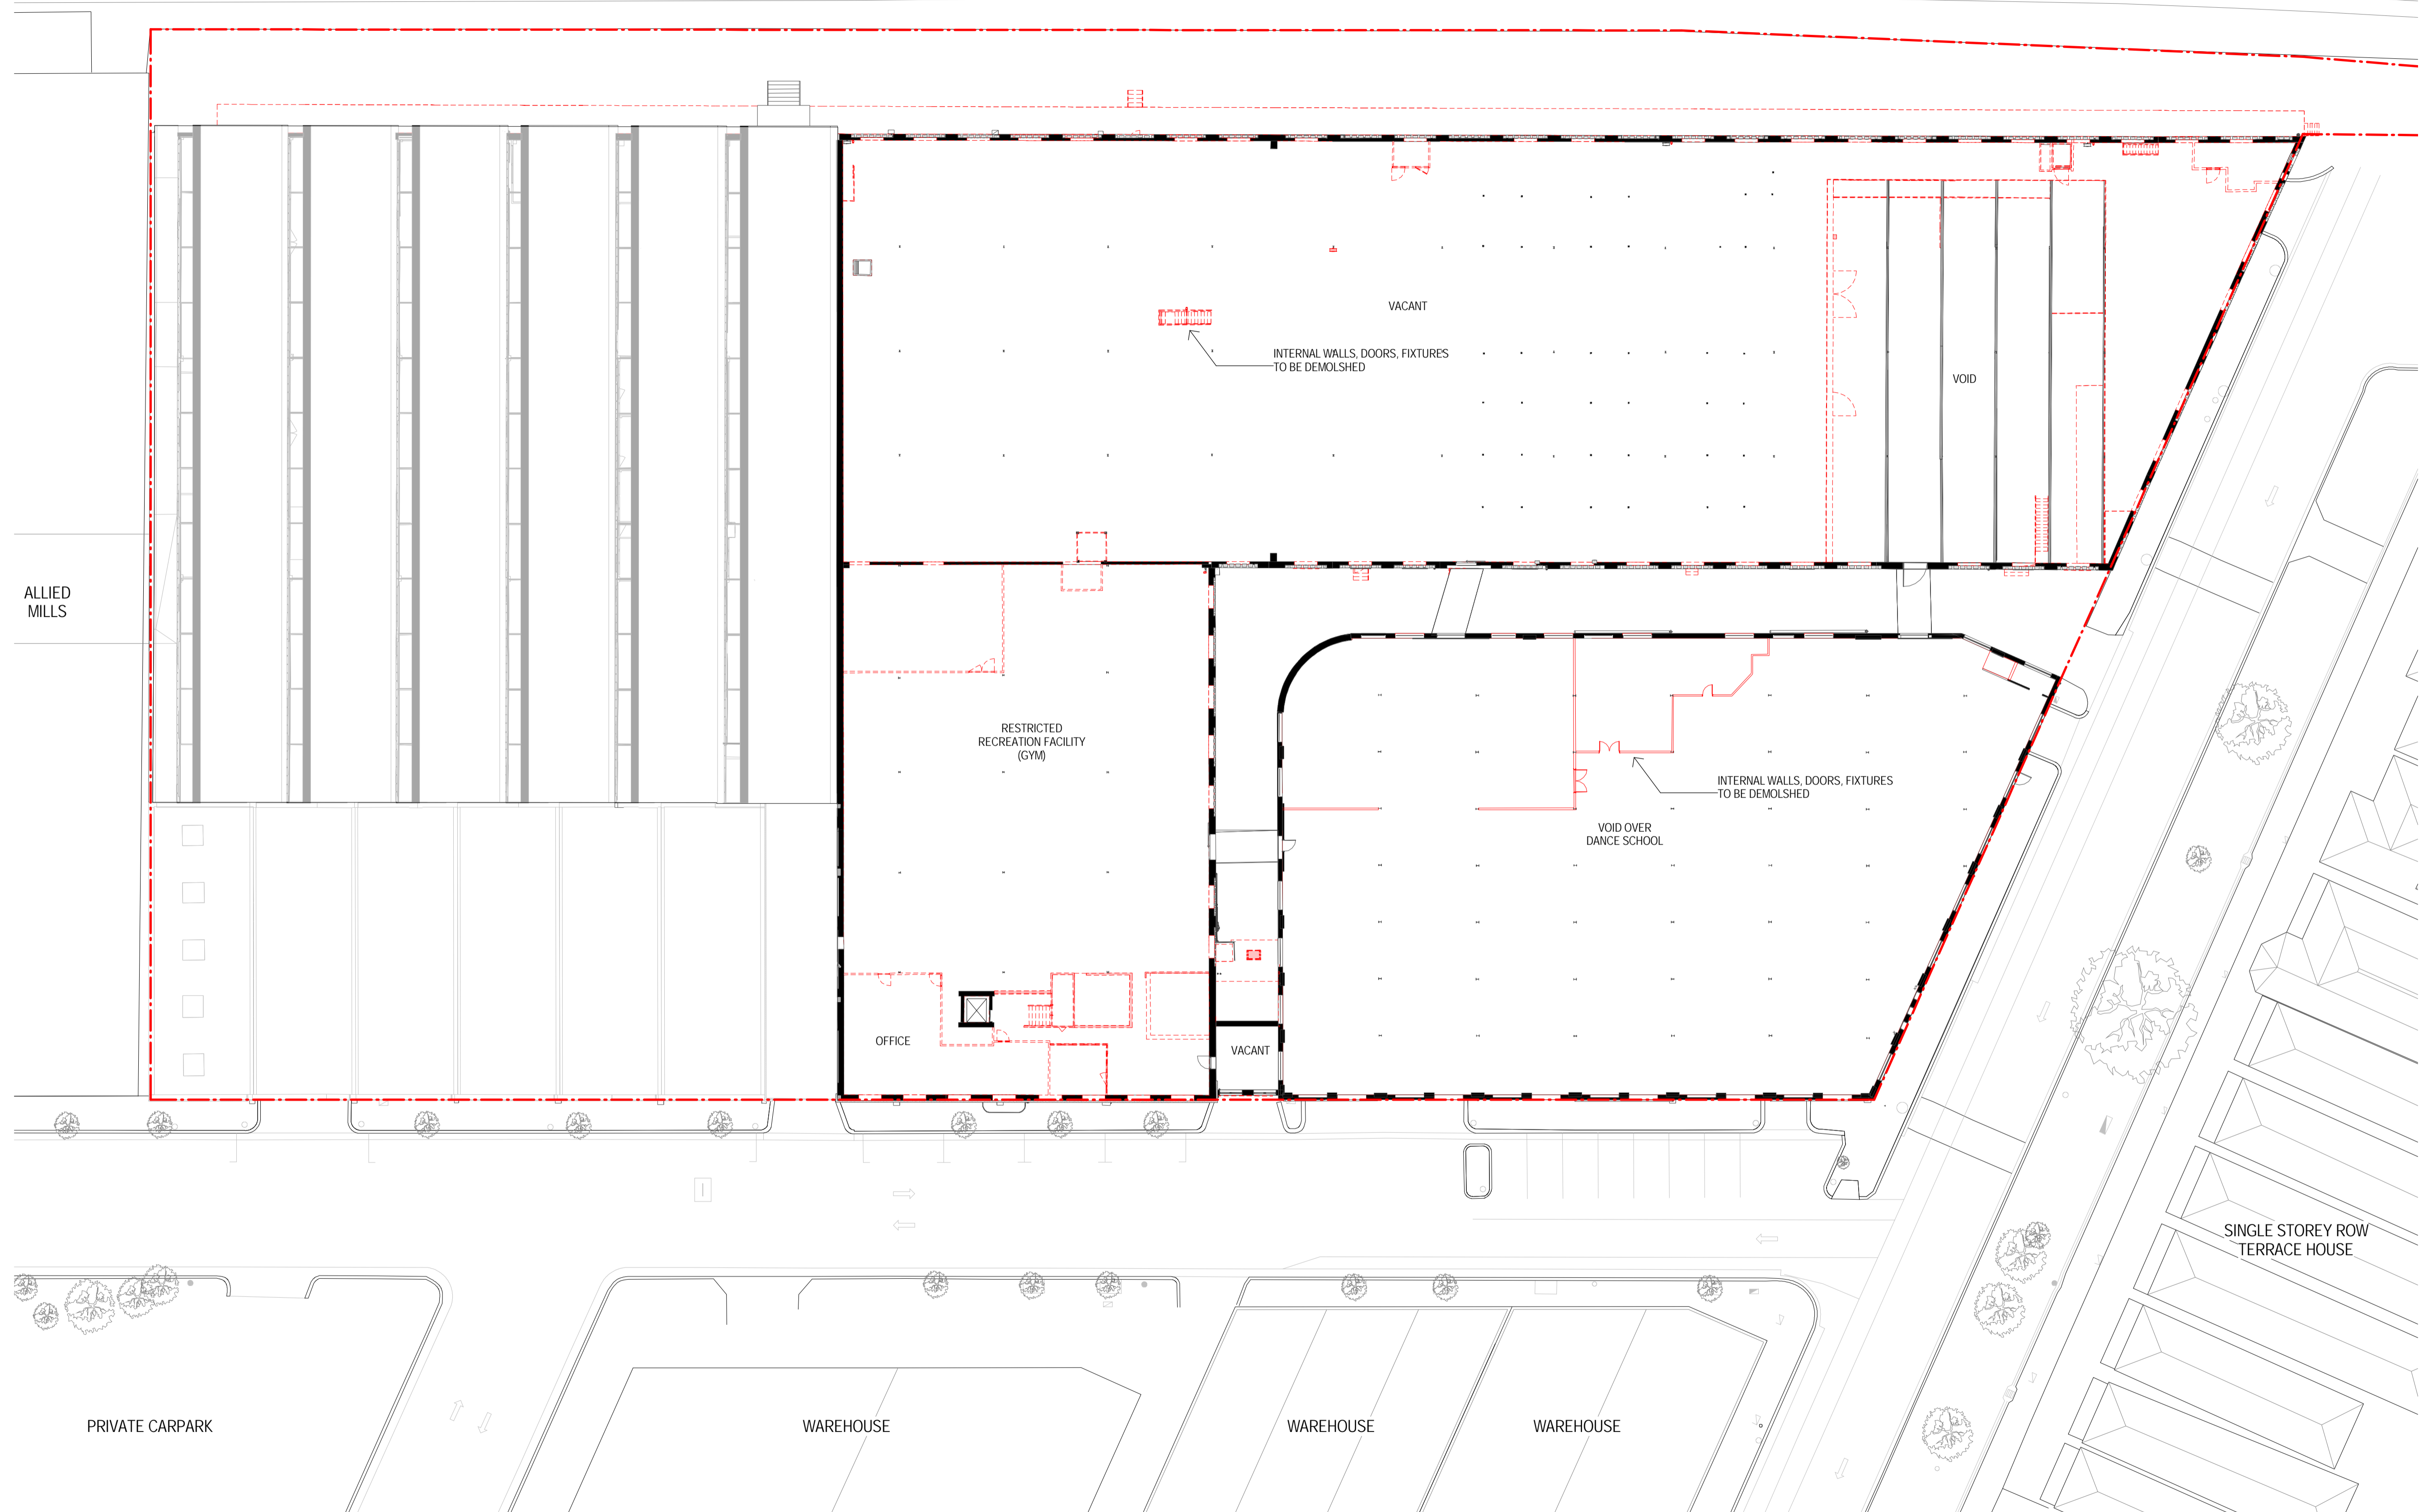 VACANT
INTERNAL WALLS, DOORS, FIXTURES
TO BE DEMOLSHED
VOID
ALLIED
MILLS
RESTRICTED
RECREATION FACILITY
(GYM)
INTERNAL WALLS, DOORS, FIXTURES
TO BE DEMOLSHED
VOID OVER
DANCE SCHOOL
OFFICE
VACANT
SINGLE STOREY ROW
TERRACE HOUSE
PRIVATE CARPARK
WAREHOUSE
WAREHOUSE
WAREHOUSE